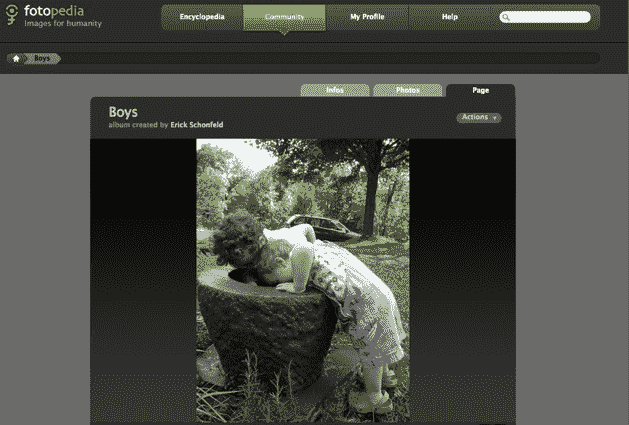 fotopedia
Images for humanity
Encyclopedia
Community
My Profile
Help
Boys
Infos
Photos
Page
Boys
album created by Erick Schonfeld
Actions